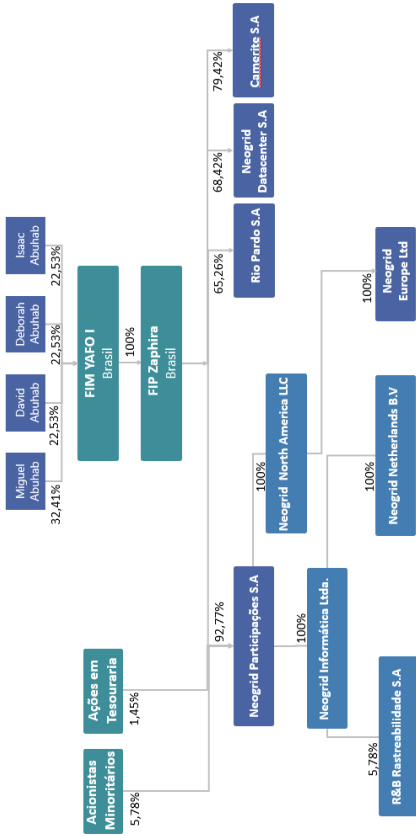 Miguel
Abuhab
David
Abuhab
Deborah
Abuhab
Isaac
Abuhab
32,41%
22,53%
22,53%
22,53%
FIM YAFO I
Brasil
100%
Acionistas
Minoritários
Ações em
Tesouraria
FIP Zaphira
Brasil
5,78%
1,45%
92,77%
65,26%
68,42%
79,42%
Neogrid Participações S.A
Rio Pardo S.A
Neogrid
Datacenter S.A
Camerite S.A
100%
100%
Neogrid North America LLC
Neogrid Informática Ltda.
5,78%
100%
100%
R&B Rastreabilidade S.A
Neogrid Netherlands B.V
Neogrid
Europe Ltd